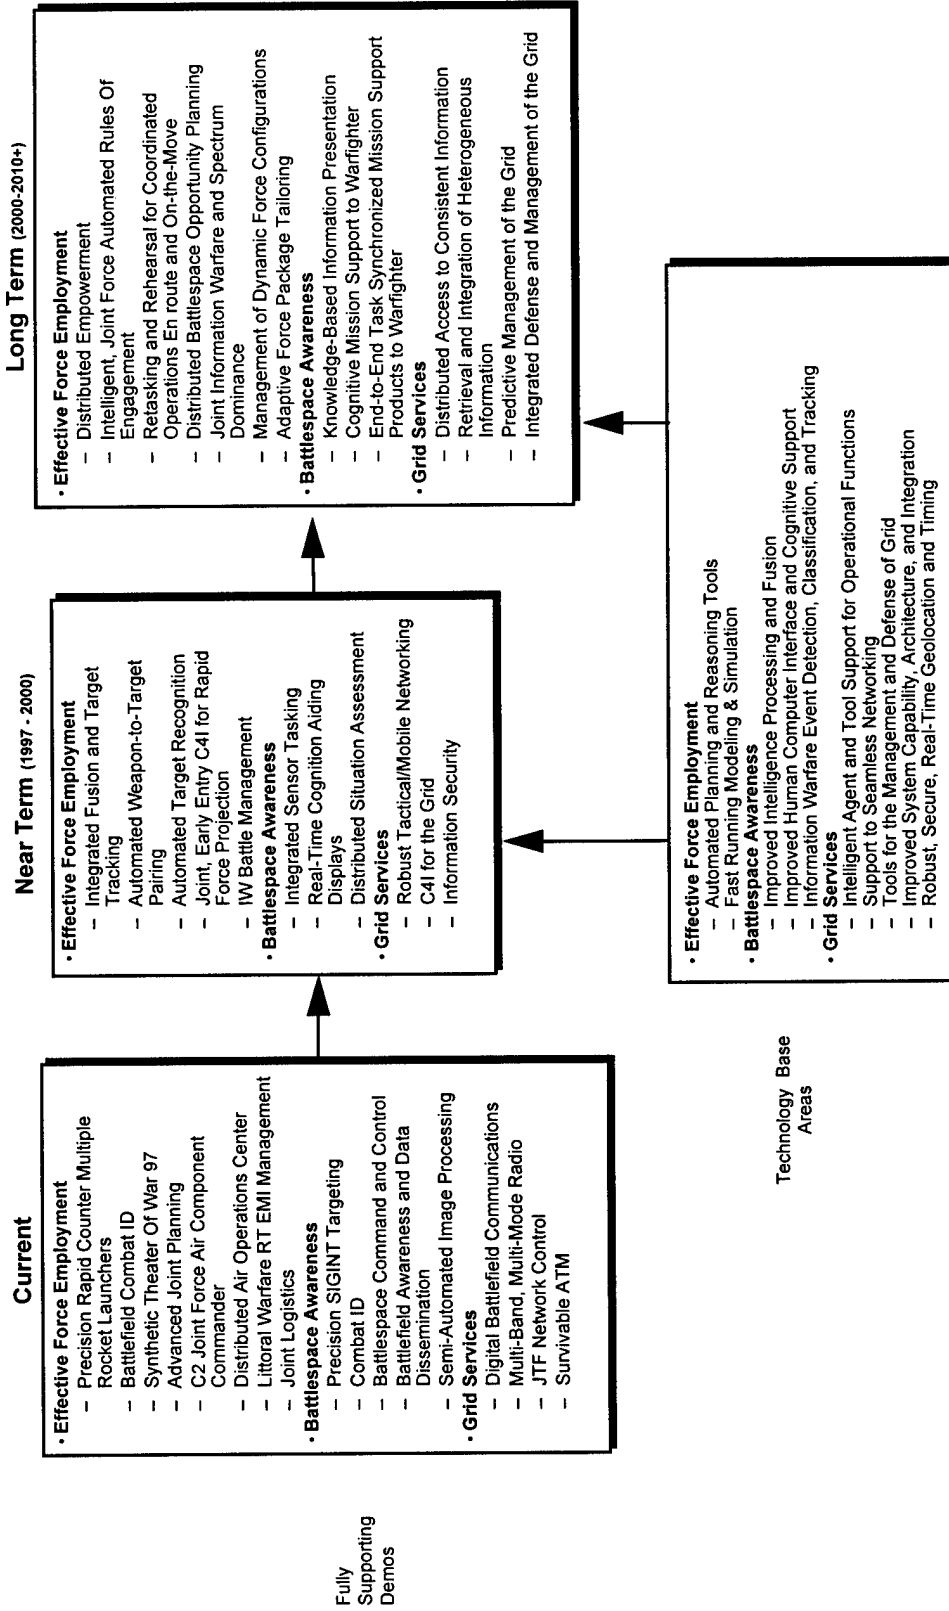 Current
Fully
Supporting
Demos
• Effective Force Employment
– Precision Rapid Counter Multiple
Rocket Launchers
– Battlefield Combat ID
– Synthetic Theater Of War 97
– Advanced Joint Planning
– C2 Joint Force Air Component
Commander
– Distributed Air Operations Center
– Littoral Warfare RT EMI Management
– Joint Logistics
• Battlespace Awareness
– Precision SIGINT Targeting
– Combat ID
– Battlespace Command and Control
– Battlefield Awareness and Data
Dissemination
– Semi-Automated Image Processing
• Grid Services
– Digital Battlefield Communications
– Multi-Band, Multi-Mode Radio
– JTF Network Control
– Survivable ATM
Near Term (1997 - 2000)
• Effective Force Employment
– Integrated Fusion and Target
Tracking
– Automated Weapon-to-Target
Pairing
– Automated Target Recognition
– Joint, Early Entry C4I for Rapid
Force Projection
– IW Battle Management
• Battlespace Awareness
– Integrated Sensor Tasking
– Real-Time Cognition Aiding
Displays
– Distributed Situation Assessment
• Grid Services
– Robust Tactical/Mobile Networking
– C4I for the Grid
– Information Security
Long Term (2000-2010+)
• Effective Force Employment
– Distributed Empowerment
– Intelligent, Joint Force Automated Rules Of
Engagement
– Retasking and Rehearsal for Coordinated
Operations En route and On-the-Move
– Distributed Battlespace Opportunity Planning
– Joint Information Warfare and Spectrum
Dominance
– Management of Dynamic Force Configurations
– Adaptive Force Package Tailoring
• Battlespace Awareness
– Knowledge-Based Information Presentation
– Cognitive Mission Support to Warfighter
– End-to-End Task Synchronized Mission Support
Products to Warfighter
• Grid Services
– Distributed Access to Consistent Information
– Retrieval and Integration of Heterogeneous
Information
– Predictive Management of the Grid
– Integrated Defense and Management of the Grid
Technology Base
Areas
• Effective Force Employment
– Automated Planning and Reasoning Tools
– Fast Running Modeling & Simulation
• Battlespace Awareness
– Improved Intelligence Processing and Fusion
– Improved Human Computer Interface and Cognitive Support
– Information Warfare Event Detection, Classification, and Tracking
• Grid Services
– Intelligent Agent and Tool Support for Operational Functions
– Support to Seamless Networking
– Tools for the Management and Defense of Grid
– Improved System Capability, Architecture, and Integration
– Robust, Secure, Real-Time Geolocation and Timing